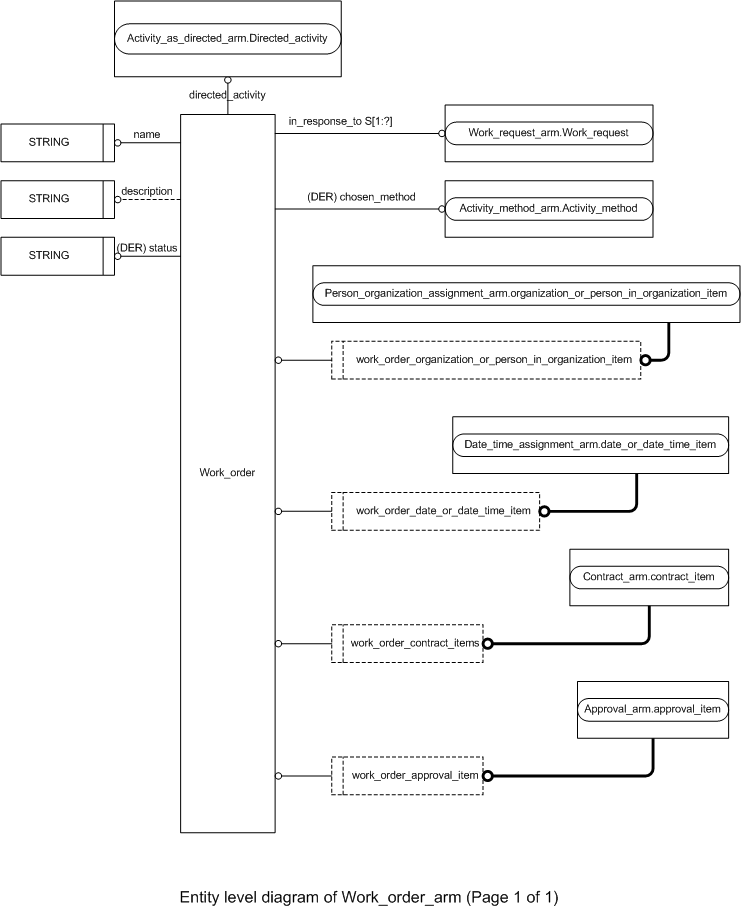 Activity_as_directed_arm.Directed_activity
directed_activity
in_response_to S[1:?]
STRING
name
Work_request_arm.Work_request
STRING
description
(DER) chosen_method
Activity_method_arm.Activity_method
STRING
(DER) status
Person_organization_assignment_arm.organization_or_person_in_organization_item
work_order_organization_or_person_in_organization_item
Date_time_assignment_arm.date_or_date_time_item
Work_order
work_order_date_or_date_time_item
Contract_arm.contract_item
work_order_contract_items
Approval_arm.approval_item
work_order_approval_item
Entity level diagram of Work_order_arm (Page 1 of 1)